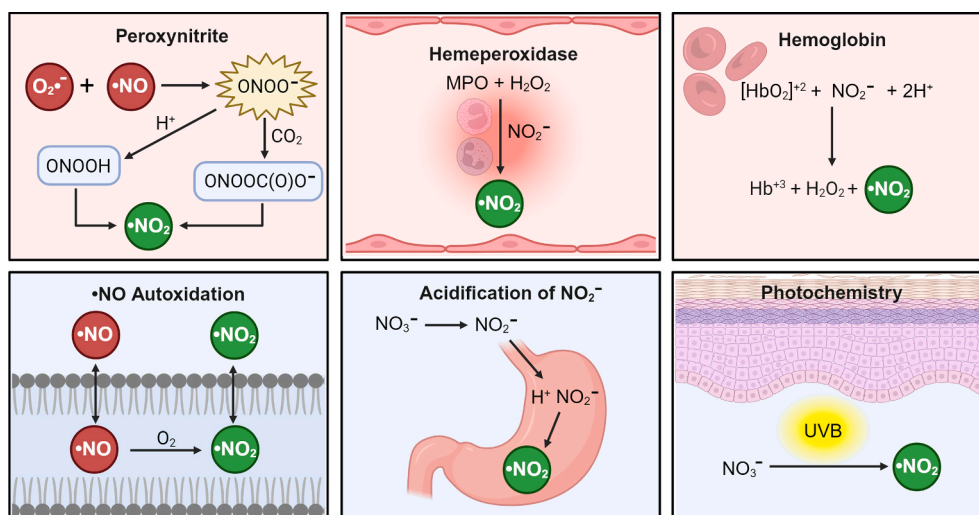 Peroxynitrite
O₂•⁻ + •NO
ONOO⁻
H⁺
CO₂
ONOOH
ONOOC(O)O⁻
•NO₂
Hemeperoxidase
MPO + H₂O₂
NO₂⁻
•NO₂
Hemoglobin
[HbO₂]⁺² + NO₂⁻ + 2H⁺
Hb⁺³ + H₂O₂ + •NO₂
•NO Autoxidation
•NO •NO₂
O₂
•NO •NO₂
Acidification of NO₂⁻
NO₃⁻ NO₂⁻
H⁺ NO₂⁻
•NO₂
Photochemistry
UVB
NO₃⁻ •NO₂